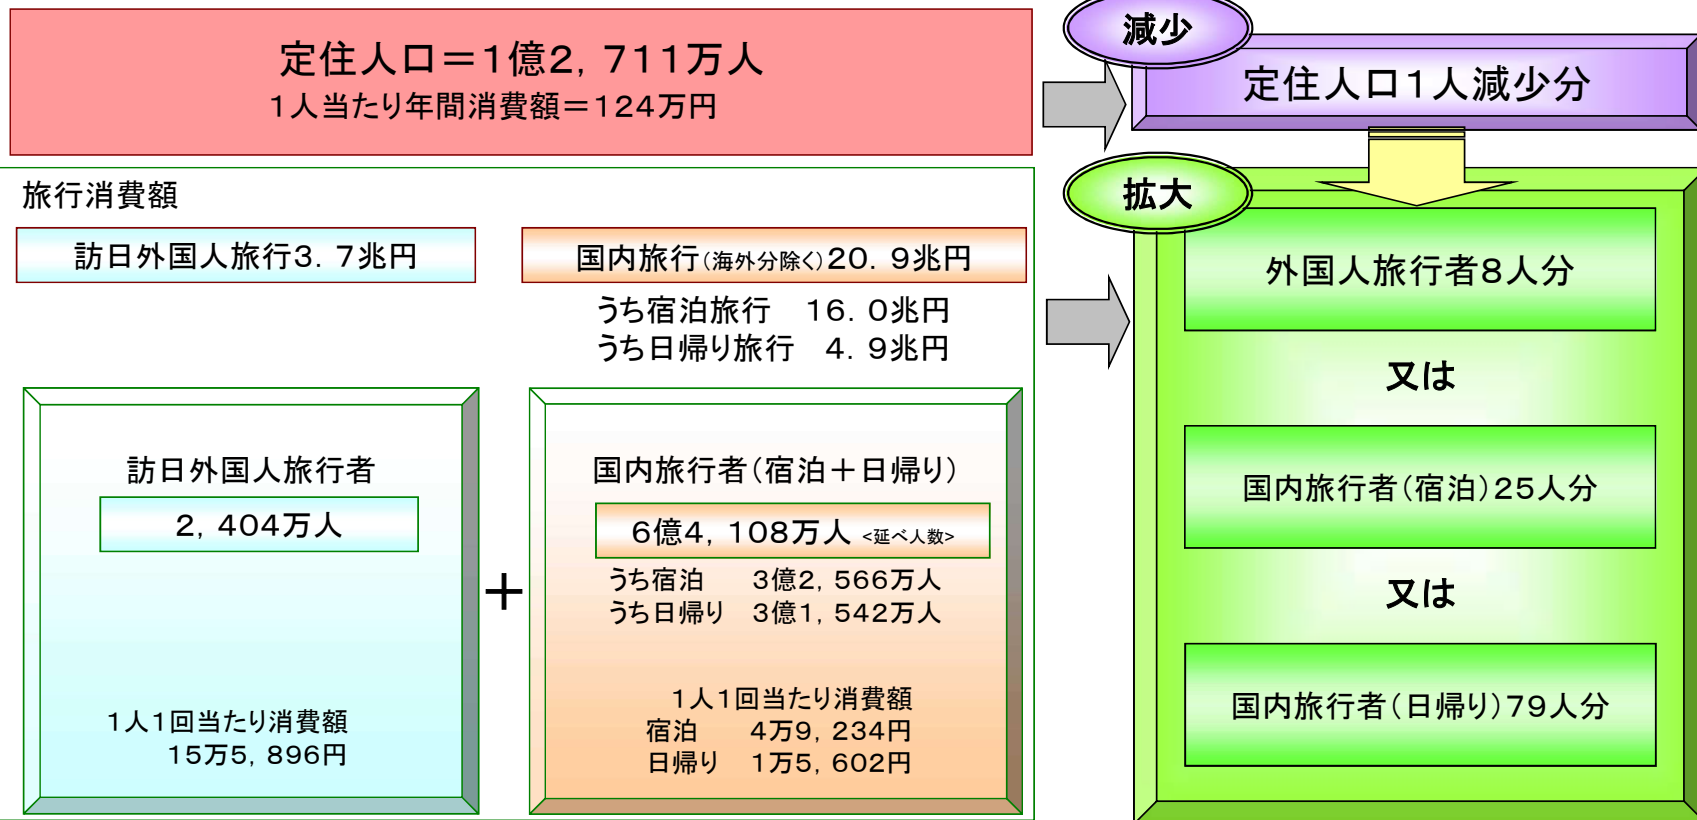 定住人口＝1億2，711万人
1人当たり年間消費額＝124万円
減少
定住人口1人減少分
旅行消費額
訪日外国人旅行3．7兆円
国内旅行（海外分除く）20．9兆円
うち宿泊旅行　16．0兆円
うち日帰り旅行　4．9兆円
訪日外国人旅行者
2，404万人
1人1回当たり消費額
15万5，896円
＋
国内旅行者（宿泊＋日帰り）
6億4，108万人 <延べ人数>
うち宿泊　3億2，566万人
うち日帰り　3億1，542万人
1人1回当たり消費額
宿泊　4万9，234円
日帰り　1万5，602円
拡大
外国人旅行者8人分
又は
国内旅行者（宿泊）25人分
又は
国内旅行者（日帰り）79人分